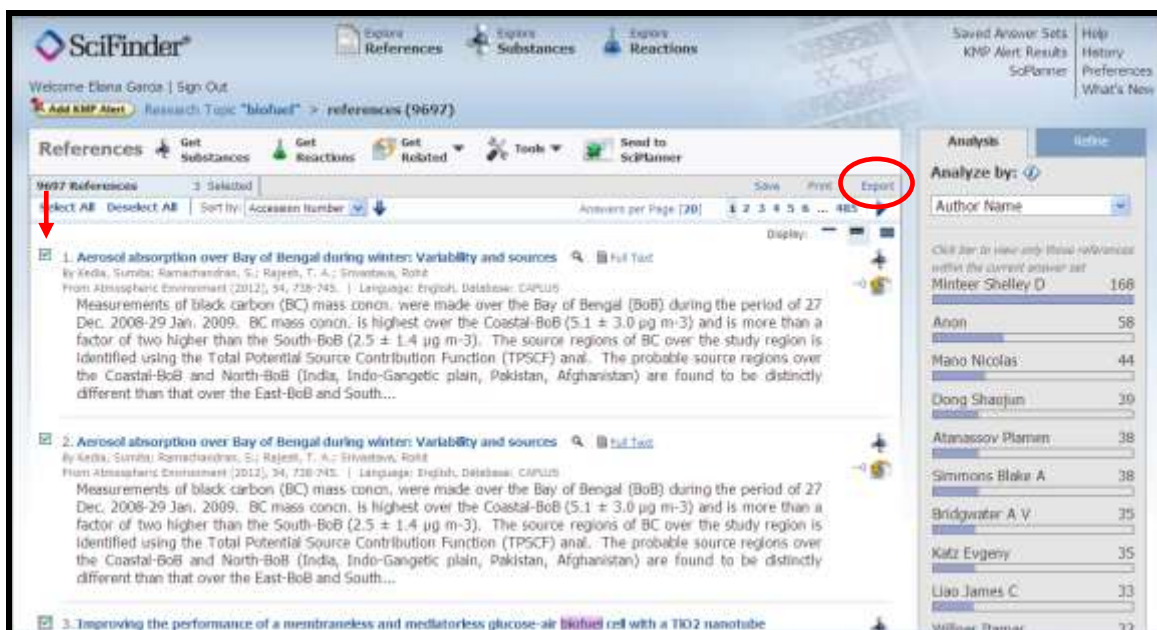 SciFinder®
Explore References
Explore Substances
Explore Reactions
Saved Answer Sets
KMP Alert Results
SciPlanner
Help
History
Preferences
What's New
Welcome Elena Garcia | Sign Out
Add KMP Alert Research Topic "biofuel" > references (9697)
References
Get Substances
Get Reactions
Get Related
Tools
Send to SciPlanner
9697 References 3 Selected
Save Print Export
Select All Deselect All Sort by: Accession Number
Answers per Page [20] 1 2 3 4 5 6 ... 485
Display:
1. Aerosol absorption over Bay of Bengal during winter: Variability and sources Full Text
By Kedia, Sumita; Ramachandran, S.; Rajesh, T. A.; Srivastava, Rohit
From Atmospheric Environment (2012), 54, 738-745. | Language: English, Database: CAPLUS
Measurements of black carbon (BC) mass concn. were made over the Bay of Bengal (BoB) during the period of 27
Dec. 2008-29 Jan. 2009. BC mass concn. is highest over the Coastal-BoB (5.1 ± 3.0 μg m-3) and is more than a
factor of two higher than the South-BoB (2.5 ± 1.4 μg m-3). The source regions of BC over the study region is
identified using the Total Potential Source Contribution Function (TPSCF) anal. The probable source regions over
the Coastal-BoB and North-BoB (India, Indo-Gangetic plain, Pakistan, Afghanistan) are found to be distinctly
different than that over the East-BoB and South...
2. Aerosol absorption over Bay of Bengal during winter: Variability and sources Full Text
By Kedia, Sumita; Ramachandran, S.; Rajesh, T. A.; Srivastava, Rohit
From Atmospheric Environment (2012), 54, 738-745. | Language: English, Database: CAPLUS
Measurements of black carbon (BC) mass concn. were made over the Bay of Bengal (BoB) during the period of 27
Dec. 2008-29 Jan. 2009. BC mass concn. is highest over the Coastal-BoB (5.1 ± 3.0 μg m-3) and is more than a
factor of two higher than the South-BoB (2.5 ± 1.4 μg m-3). The source regions of BC over the study region is
identified using the Total Potential Source Contribution Function (TPSCF) anal. The probable source regions over
the Coastal-BoB and North-BoB (India, Indo-Gangetic plain, Pakistan, Afghanistan) are found to be distinctly
different than that over the East-BoB and South...
3. Improving the performance of a membraneless and mediatorless glucose-air biofuel cell with a TiO2 nanotube
Analysis
Refine
Analyze by:
Author Name
Click bar to view only those references
within the current answer set
Minteer Shelley D 168
Anon 58
Mano Nicolas 44
Dong Shaojun 39
Atanassov Plamen 38
Simmons Blake A 38
Bridgwater A V 35
Katz Evgeny 35
Liao James C 33
Willner Itamar 32